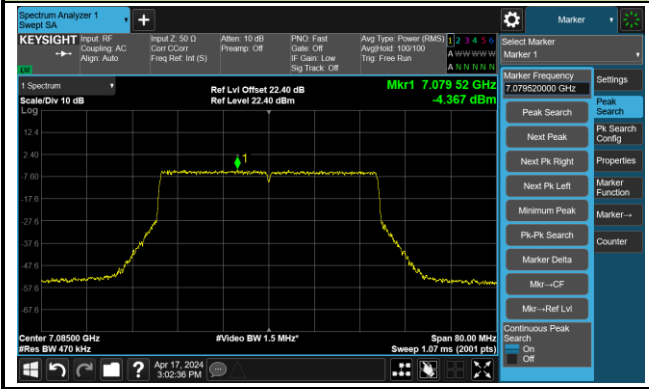 Spectrum Analyzer 1
Swept SA
+
Marker
KEYSIGHT
Input: RF
Coupling: AC
Align: Auto
Input Z: 50 Ω
Corr CCorr
Freq Ref: Int (S)
Atten: 10 dB
Preamp: Off
PNO: Fast
Gate: Off
IF Gain: Low
Sig Track: Off
Avg Type: Power (RMS)
Avg|Hold: 100/100
Trig: Free Run
1 2 3 4 5 6
A W W W W W
A N N N N N
Select Marker
Marker 1
LW
1 Spectrum
Scale/Div 10 dB
Log
Ref Lvl Offset 22.40 dB
Ref Level 22.40 dBm
Mkr1 7.079 52 GHz
-4.367 dBm
12.4
2.40
-7.60
-17.6
-27.6
-37.6
-47.6
-57.6
-67.6
1
Center 7.08500 GHz
#Res BW 470 kHz
#Video BW 1.5 MHz*
Span 80.00 MHz
Sweep 1.07 ms (2001 pts)
Marker Frequency
7.079520000 GHz
Peak Search
Next Peak
Next Pk Right
Next Pk Left
Minimum Peak
Pk-Pk Search
Marker Delta
Mkr→CF
Mkr→Ref Lvl
Continuous Peak
Search
On
Off
Settings
Peak
Search
Pk Search
Config
Properties
Marker
Function
Marker→
Counter
?
Apr 17, 2024
3:02:36 PM